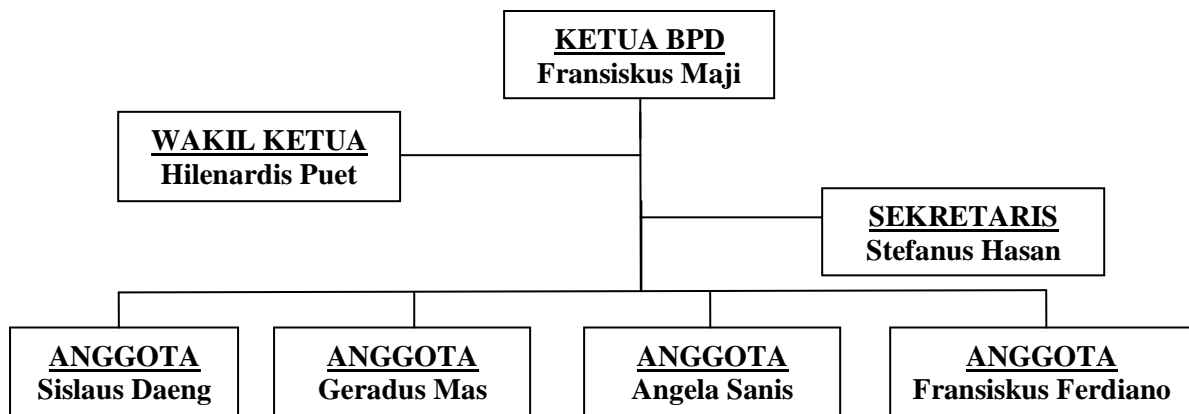 KETUA BPD
Fransiskus Maji
WAKIL KETUA
Hilenardis Puet
SEKRETARIS
Stefanus Hasan
ANGGOTA
Sislaus Daeng
ANGGOTA
Geradus Mas
ANGGOTA
Angela Sanis
ANGGOTA
Fransiskus Ferdiano